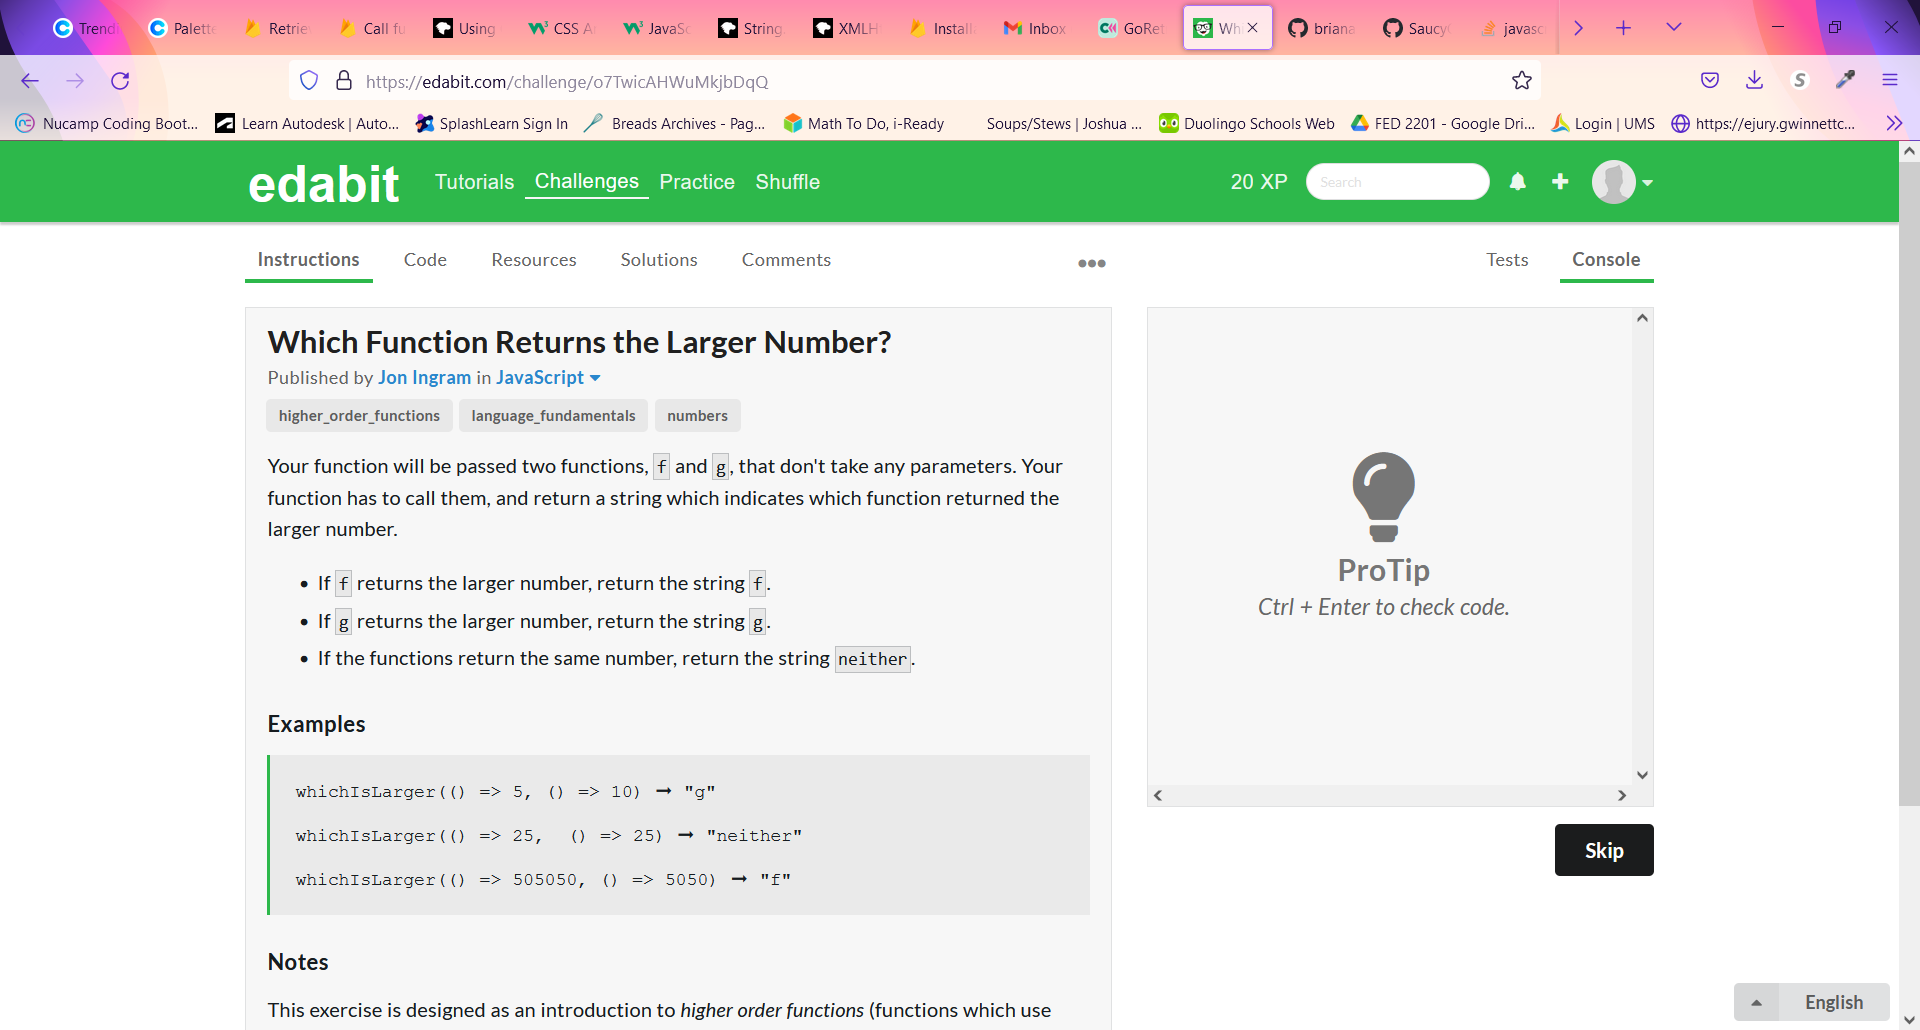 Trendi Palette Retrie Call fu Using CSS A JavaSc String XMLH Install Inbox GoRet Wh briana Saucy javasc
https://edabit.com/challenge/o7TwicAHWuMkjbDqQ
Nucamp Coding Boot... Learn Autodesk | Auto... SplashLearn Sign In Breads Archives - Pag... Math To Do, i-Ready Soups/Stews | Joshua ... Duolingo Schools Web FED 2201 - Google Dri... Login | UMS https://ejury.gwinnettc...
edabit Tutorials Challenges Practice Shuffle 20 XP Search
Instructions Code Resources Solutions Comments Tests Console
Which Function Returns the Larger Number?
Published by Jon Ingram in JavaScript
higher_order_functions language_fundamentals numbers
Your function will be passed two functions, f and g, that don't take any parameters. Your
function has to call them, and return a string which indicates which function returned the
larger number.
• If f returns the larger number, return the string f.
• If g returns the larger number, return the string g.
• If the functions return the same number, return the string neither.
Examples
whichIsLarger(() => 5, () => 10) ➞ "g"
whichIsLarger(() => 25,  () => 25) ➞ "neither"
whichIsLarger(() => 505050, () => 5050) ➞ "f"
Notes
This exercise is designed as an introduction to higher order functions (functions which use
ProTip
Ctrl + Enter to check code.
Skip
English